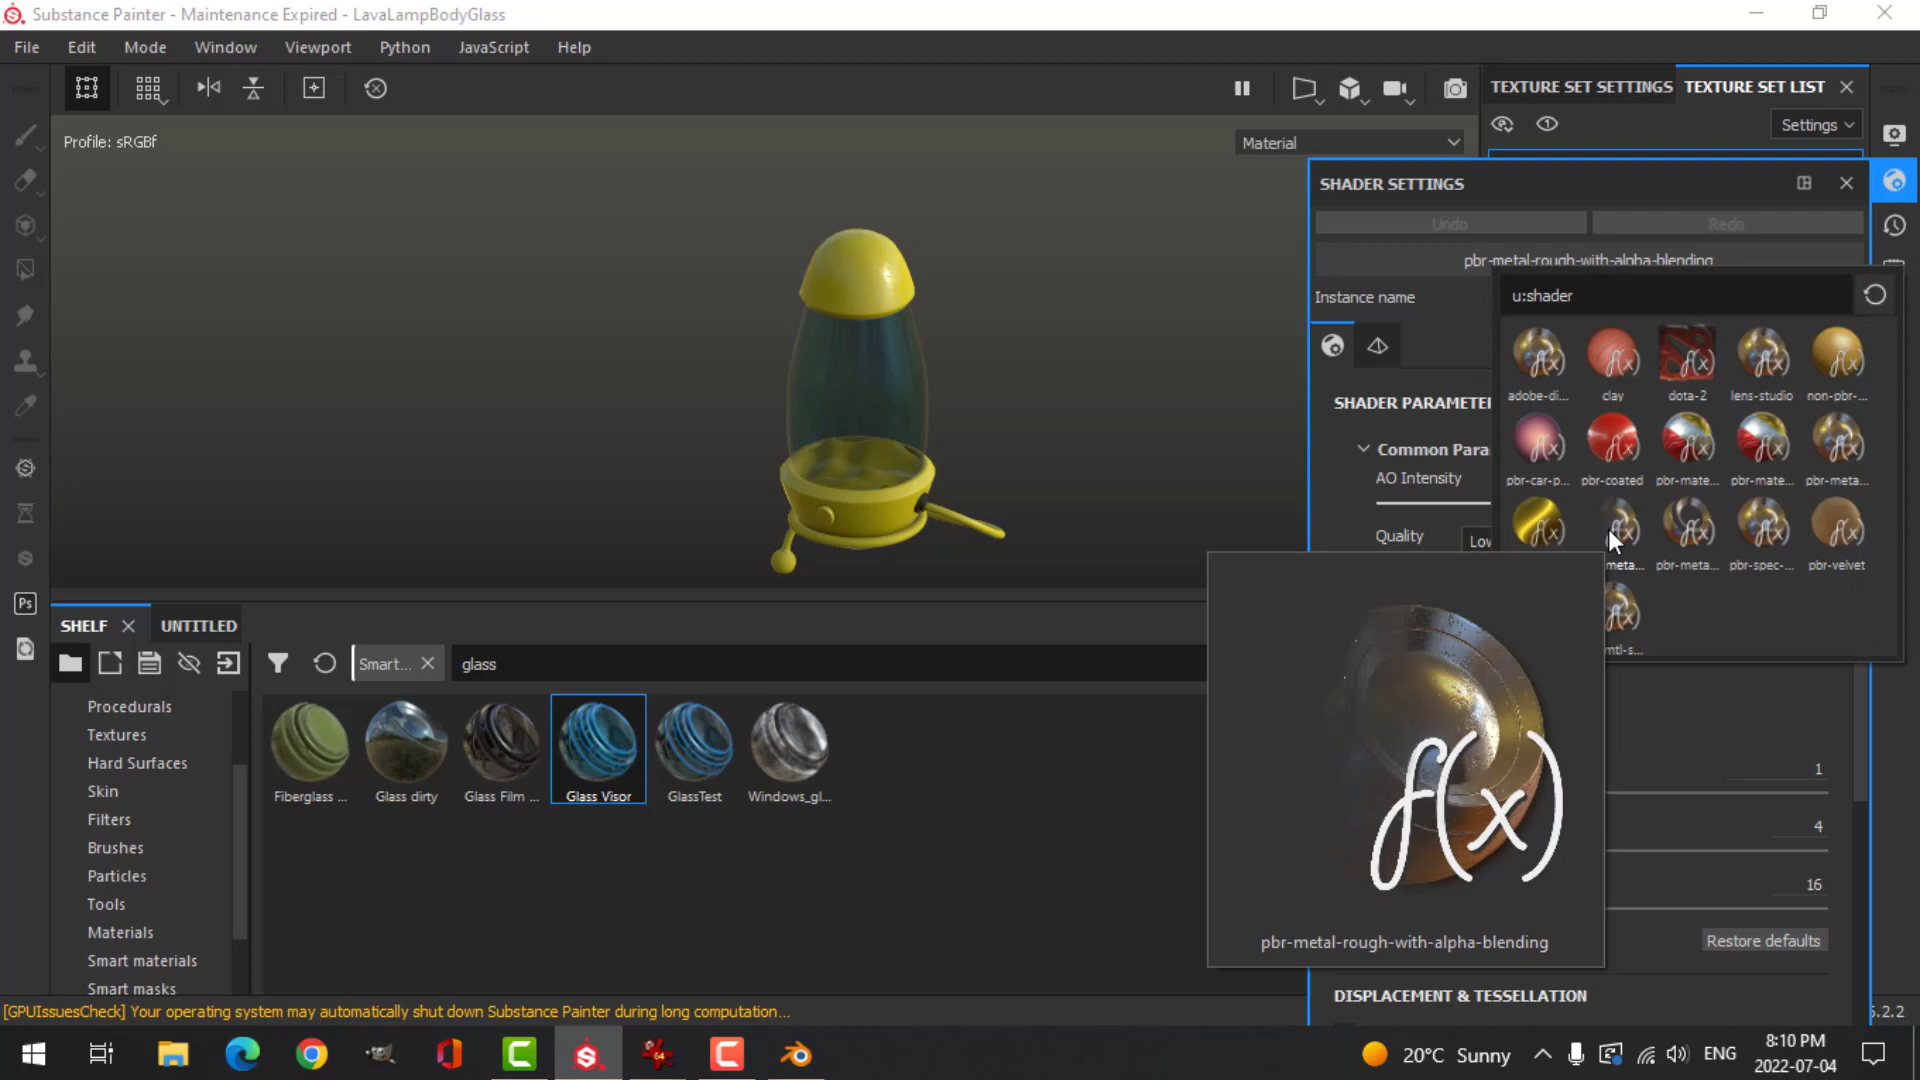 Substance Painter - Maintenance Expired - LavaLampBodyGlass
File Edit Mode Window Viewport Python JavaScript Help
TEXTURE SET SETTINGS TEXTURE SET LIST
Settings
Profile: sRGBf
Material
SHADER SETTINGS
Undo Redo
pbr-metal-rough-with-alpha-blending
Instance name
u:shader
adobe-di... clay dota-2 lens-studio non-pbr-...
SHADER PARAMETE
Common Para
AO Intensity
pbr-car-p... pbr-coated pbr-mate... pbr-mate... pbr-meta...
Quality Low
meta... pbr-meta... pbr-spec-... pbr-velvet
mtl-s...
SHELF UNTITLED
Smart... glass
Procedurals
Textures
Hard Surfaces
Skin
Filters
Brushes
Particles
Tools
Materials
Smart materials
Smart masks
Fiberglass ... Glass dirty Glass Film ... Glass Visor GlassTest Windows_gl...
f(x)
pbr-metal-rough-with-alpha-blending
1
4
16
Restore defaults
DISPLACEMENT & TESSELLATION
[GPUIssuesCheck] Your operating system may automatically shut down Substance Painter during long computation...
.2.2
20°C Sunny
ENG
8:10 PM
2022-07-04